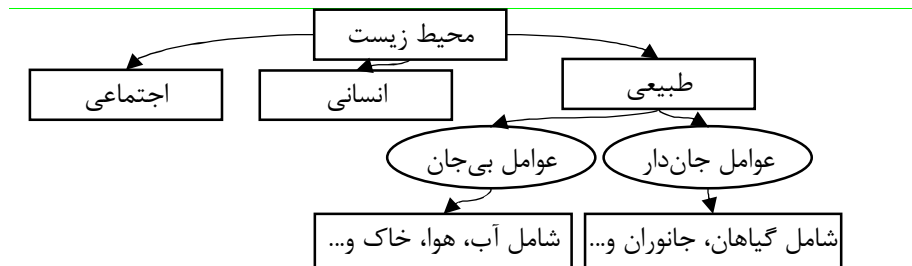 محیط زیست
طبیعی
انسانی
اجتماعی
عوامل جان‌دار
عوامل بی‌جان
شامل گیاهان، جانوران و...
شامل آب، هوا، خاک و...